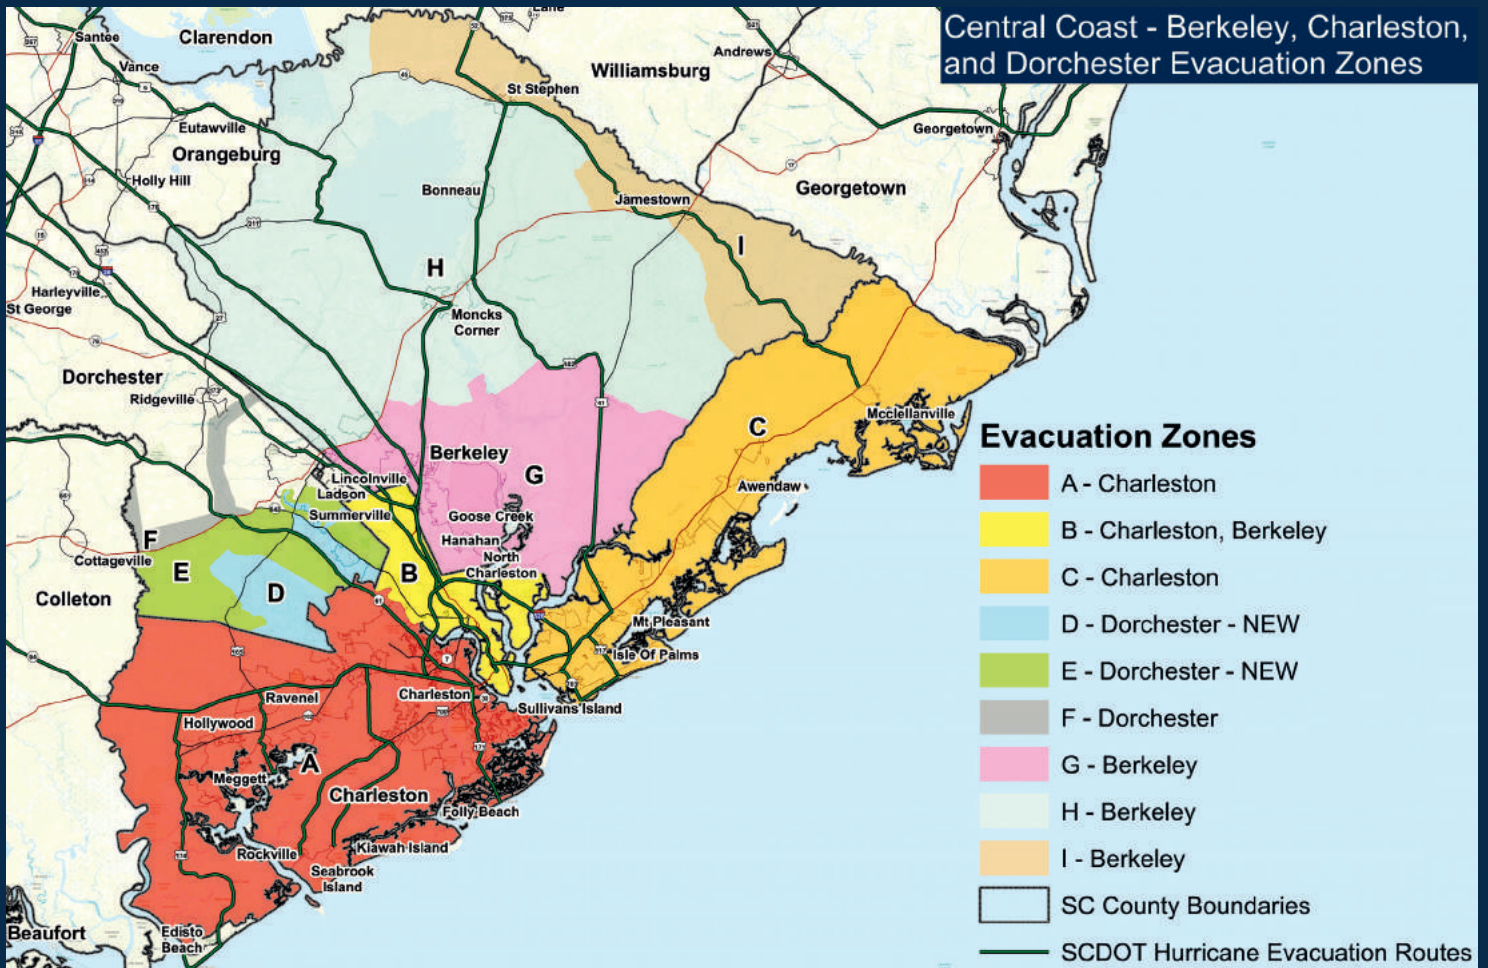 Central Coast - Berkeley, Charleston,
and Dorchester Evacuation Zones
Lane
Santee
Clarendon
Andrews
Vance
Williamsburg
St Stephen
Eutawville
Georgetown
Orangeburg
Holly Hill
Bonneau
Georgetown
Jamestown
I
H
Harleyville
St George
Moncks
Corner
Dorchester
Ridgeville
Mcclellanville
C
Berkeley
G
Lincolnville
Ladson
Awendaw
Summerville
Goose Creek
F
Hanahan
Cottageville
North
Charleston
E
B
D
Colleton
Mt Pleasant
Isle Of Palms
Ravenel
Charleston
Sullivans Island
Hollywood
A
Meggett
Charleston
Folly Beach
Kiawah Island
Rockville
Seabrook
Island
Beaufort
Edisto
Beach
Evacuation Zones
A - Charleston
B - Charleston, Berkeley
C - Charleston
D - Dorchester - NEW
E - Dorchester - NEW
F - Dorchester
G - Berkeley
H - Berkeley
I - Berkeley
SC County Boundaries
SCDOT Hurricane Evacuation Routes